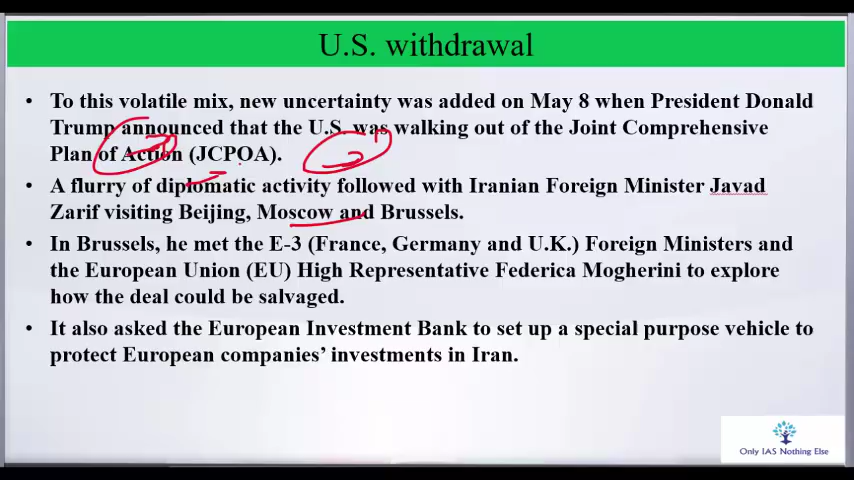 U.S. withdrawal
• To this volatile mix, new uncertainty was added on May 8 when President Donald
Trump announced that the U.S. was walking out of the Joint Comprehensive
Plan of Action (JCPOA).
• A flurry of diplomatic activity followed with Iranian Foreign Minister Javad
Zarif visiting Beijing, Moscow and Brussels.
• In Brussels, he met the E-3 (France, Germany and U.K.) Foreign Ministers and
the European Union (EU) High Representative Federica Mogherini to explore
how the deal could be salvaged.
• It also asked the European Investment Bank to set up a special purpose vehicle to
protect European companies’ investments in Iran.
Only IAS Nothing Else